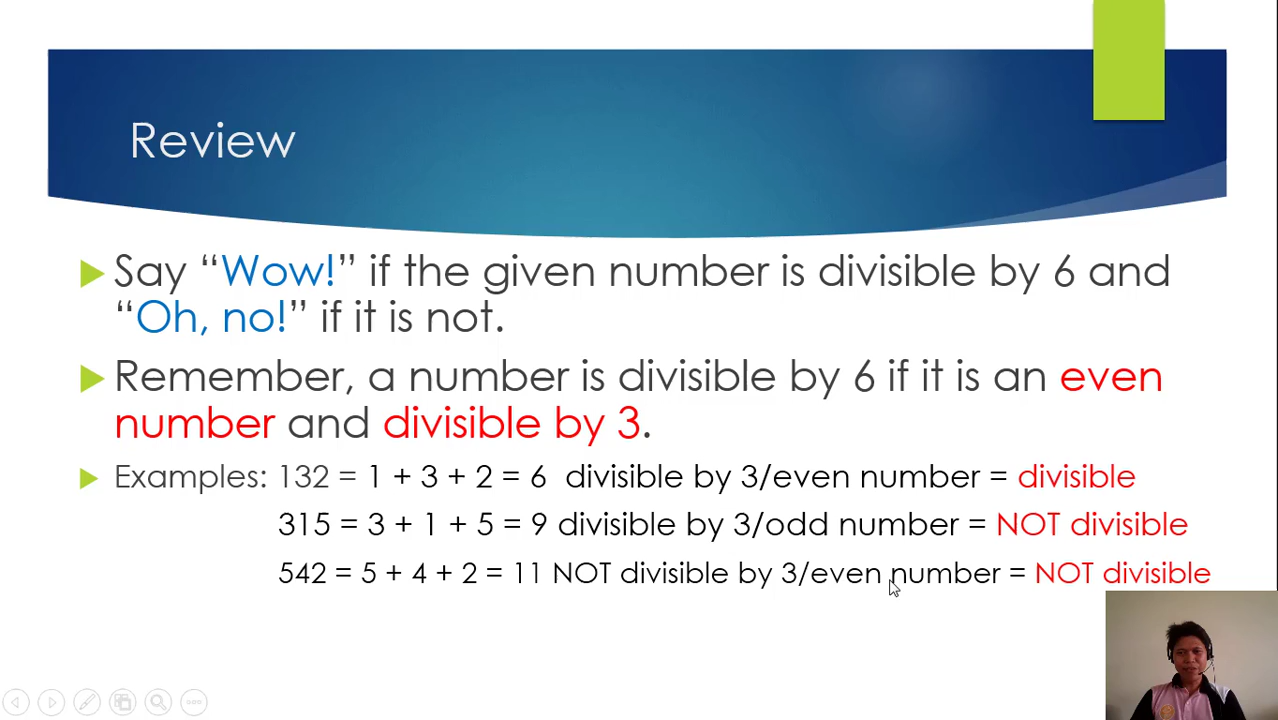 Review
Say “Wow!” if the given number is divisible by 6 and
“Oh, no!” if it is not.
Remember, a number is divisible by 6 if it is an even
number and divisible by 3.
Examples: 132 = 1 + 3 + 2 = 6 divisible by 3/even number = divisible
315 = 3 + 1 + 5 = 9 divisible by 3/odd number = NOT divisible
542 = 5 + 4 + 2 = 11 NOT divisible by 3/even number = NOT divisible